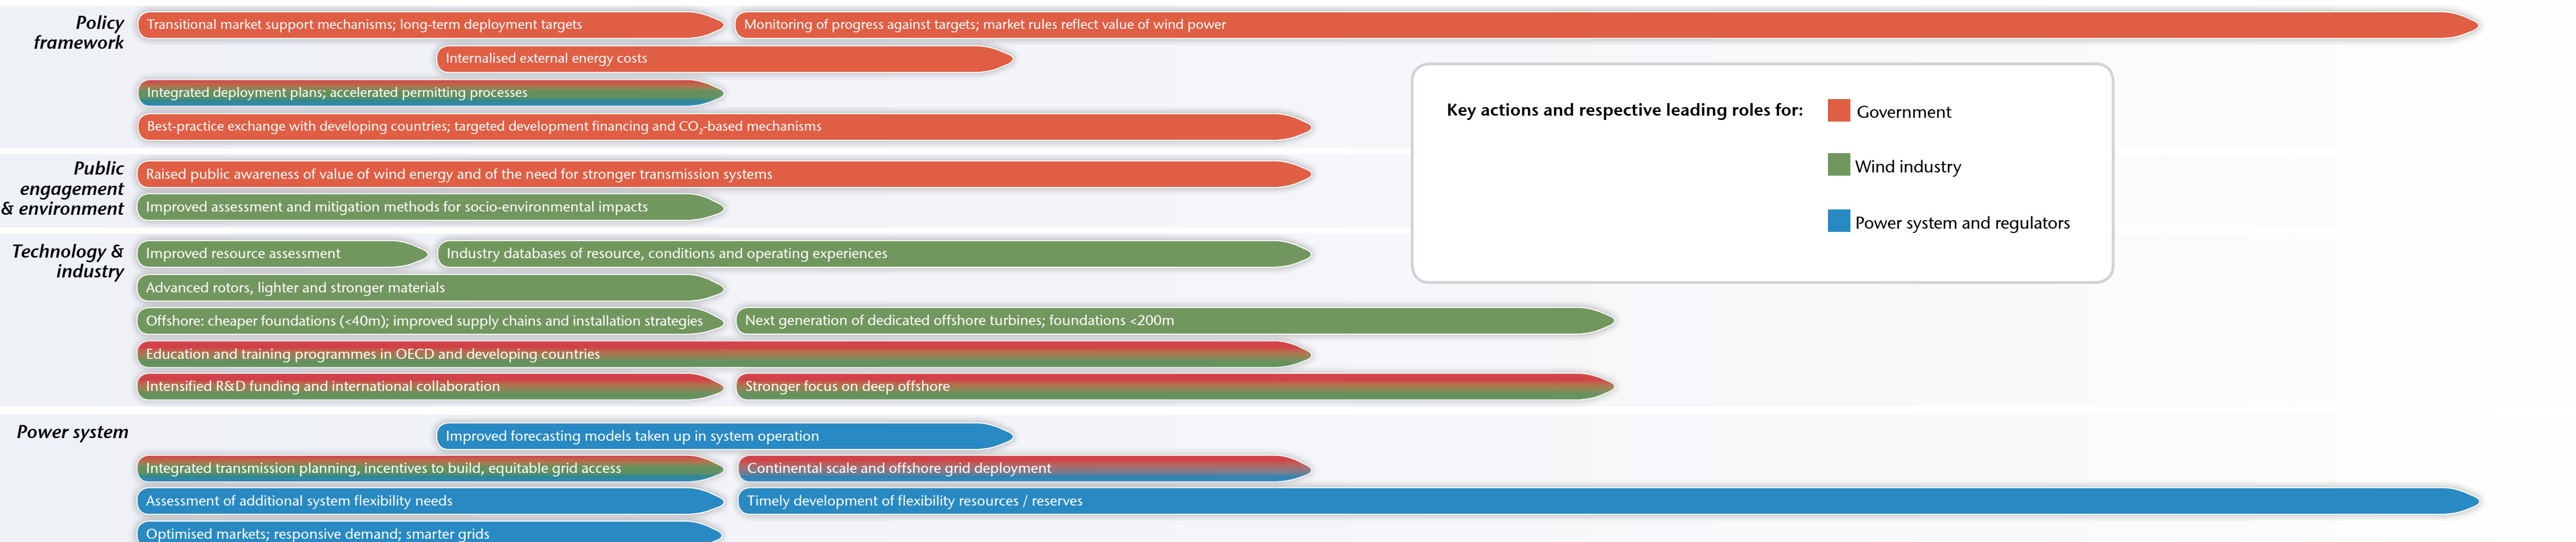 Policy
framework
Transitional market support mechanisms; long-term deployment targets
Monitoring of progress against targets; market rules reflect value of wind power
Internalised external energy costs
Integrated deployment plans; accelerated permitting processes
Best-practice exchange with developing countries; targeted development financing and CO₂-based mechanisms
Key actions and respective leading roles for:
Government
Wind industry
Power system and regulators
Public
engagement
& environment
Raised public awareness of value of wind energy and of the need for stronger transmission systems
Improved assessment and mitigation methods for socio-environmental impacts
Technology &
industry
Improved resource assessment
Industry databases of resource, conditions and operating experiences
Advanced rotors, lighter and stronger materials
Offshore: cheaper foundations (<40m); improved supply chains and installation strategies
Next generation of dedicated offshore turbines; foundations <200m
Education and training programmes in OECD and developing countries
Intensified R&D funding and international collaboration
Stronger focus on deep offshore
Power system
Improved forecasting models taken up in system operation
Integrated transmission planning, incentives to build, equitable grid access
Continental scale and offshore grid deployment
Assessment of additional system flexibility needs
Timely development of flexibility resources / reserves
Optimised markets; responsive demand; smarter grids